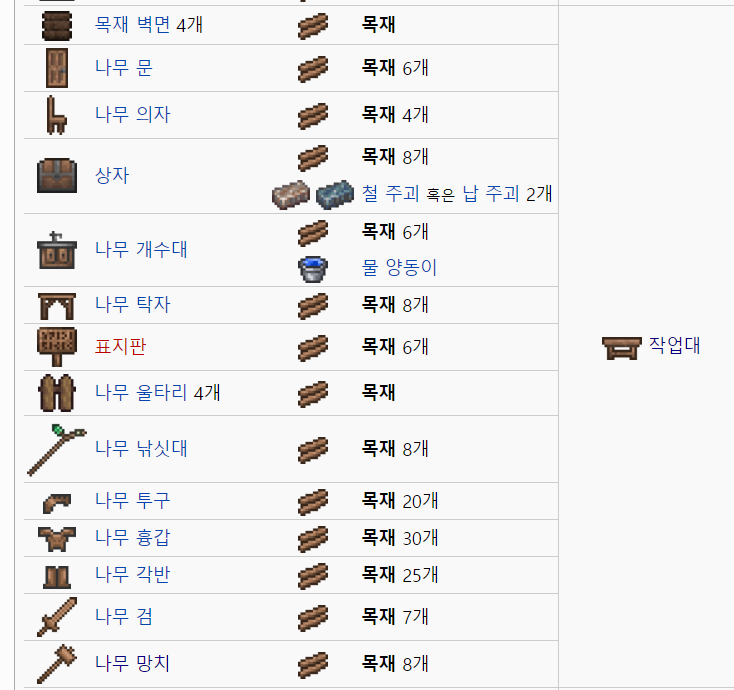 목재 벽면 4개 목재
나무 문 목재 6개
나무 의자 목재 4개
상자 목재 8개
철 주괴 혹은 납 주괴 2개
나무 개수대 목재 6개
물 양동이
나무 탁자 목재 8개
표지판 목재 6개
작업대
나무 울타리 4개 목재
나무 낚싯대 목재 8개
나무 투구 목재 20개
나무 흉갑 목재 30개
나무 각반 목재 25개
나무 검 목재 7개
나무 망치 목재 8개